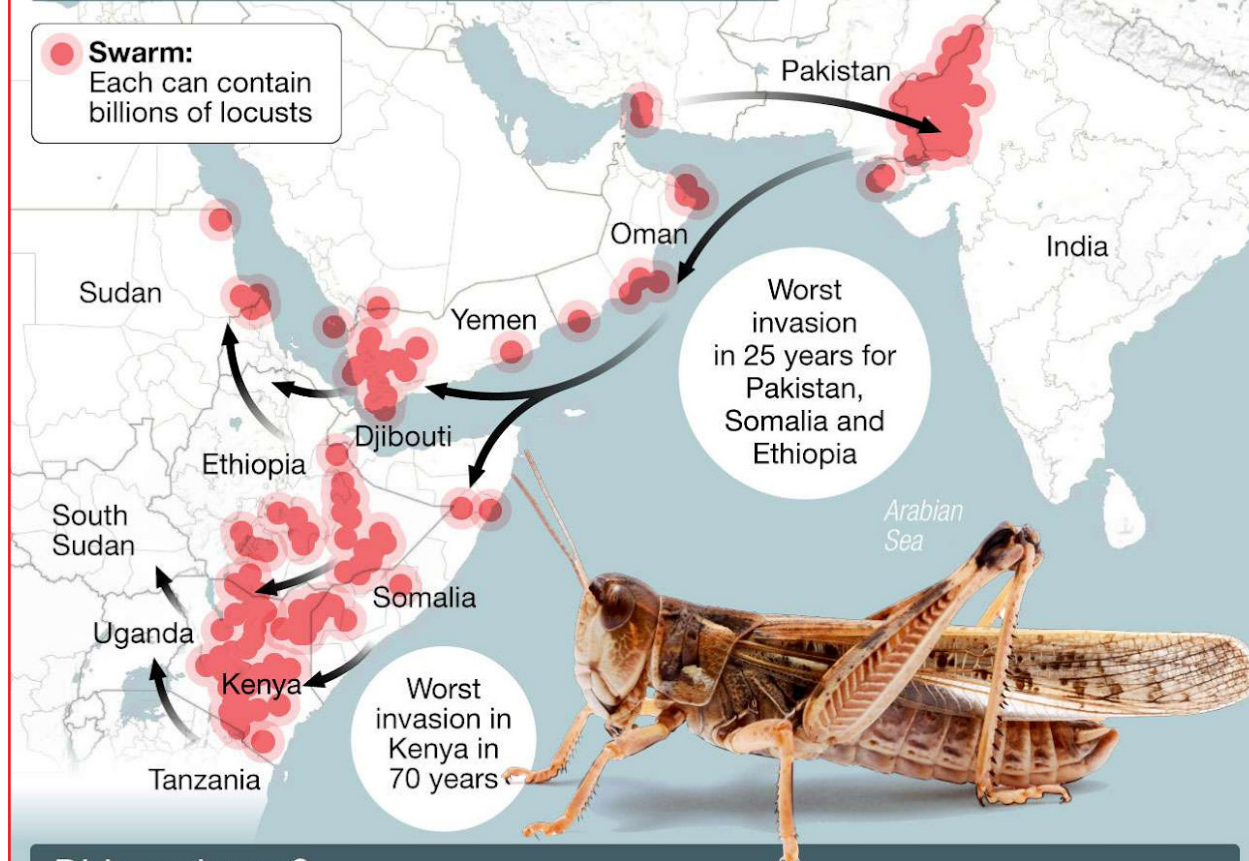 Swarm:
Each can contain
billions of locusts
Pakistan
Oman
India
Sudan
Yemen
Worst
invasion
in 25 years for
Pakistan,
Somalia and
Ethiopia
Djibouti
Ethiopia
South
Sudan
Arabian
Sea
Somalia
Uganda
Kenya
Worst
invasion in
Kenya in
70 years
Tanzania